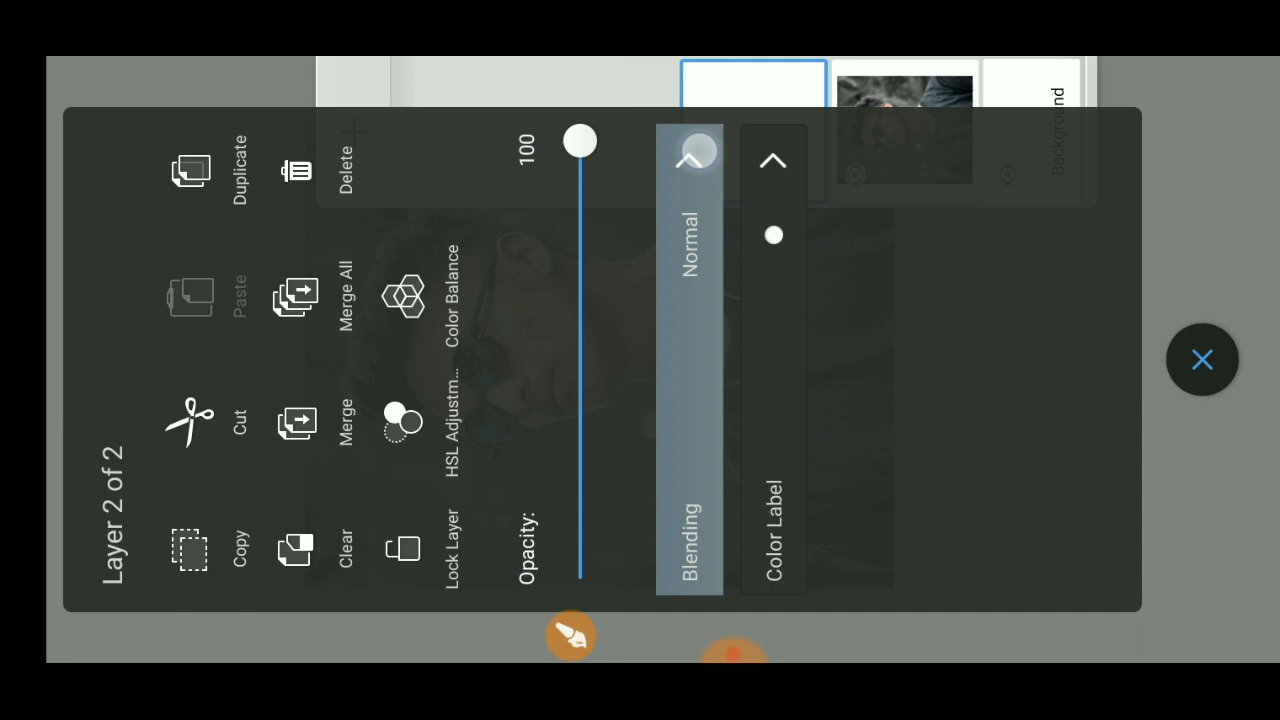 Layer 2 of 2
Copy
Cut
Paste
Duplicate
Clear
Merge
Merge All
Delete
Lock Layer
HSL Adjustm...
Color Balance
Opacity:
100
Blending
Normal
Color Label
Background